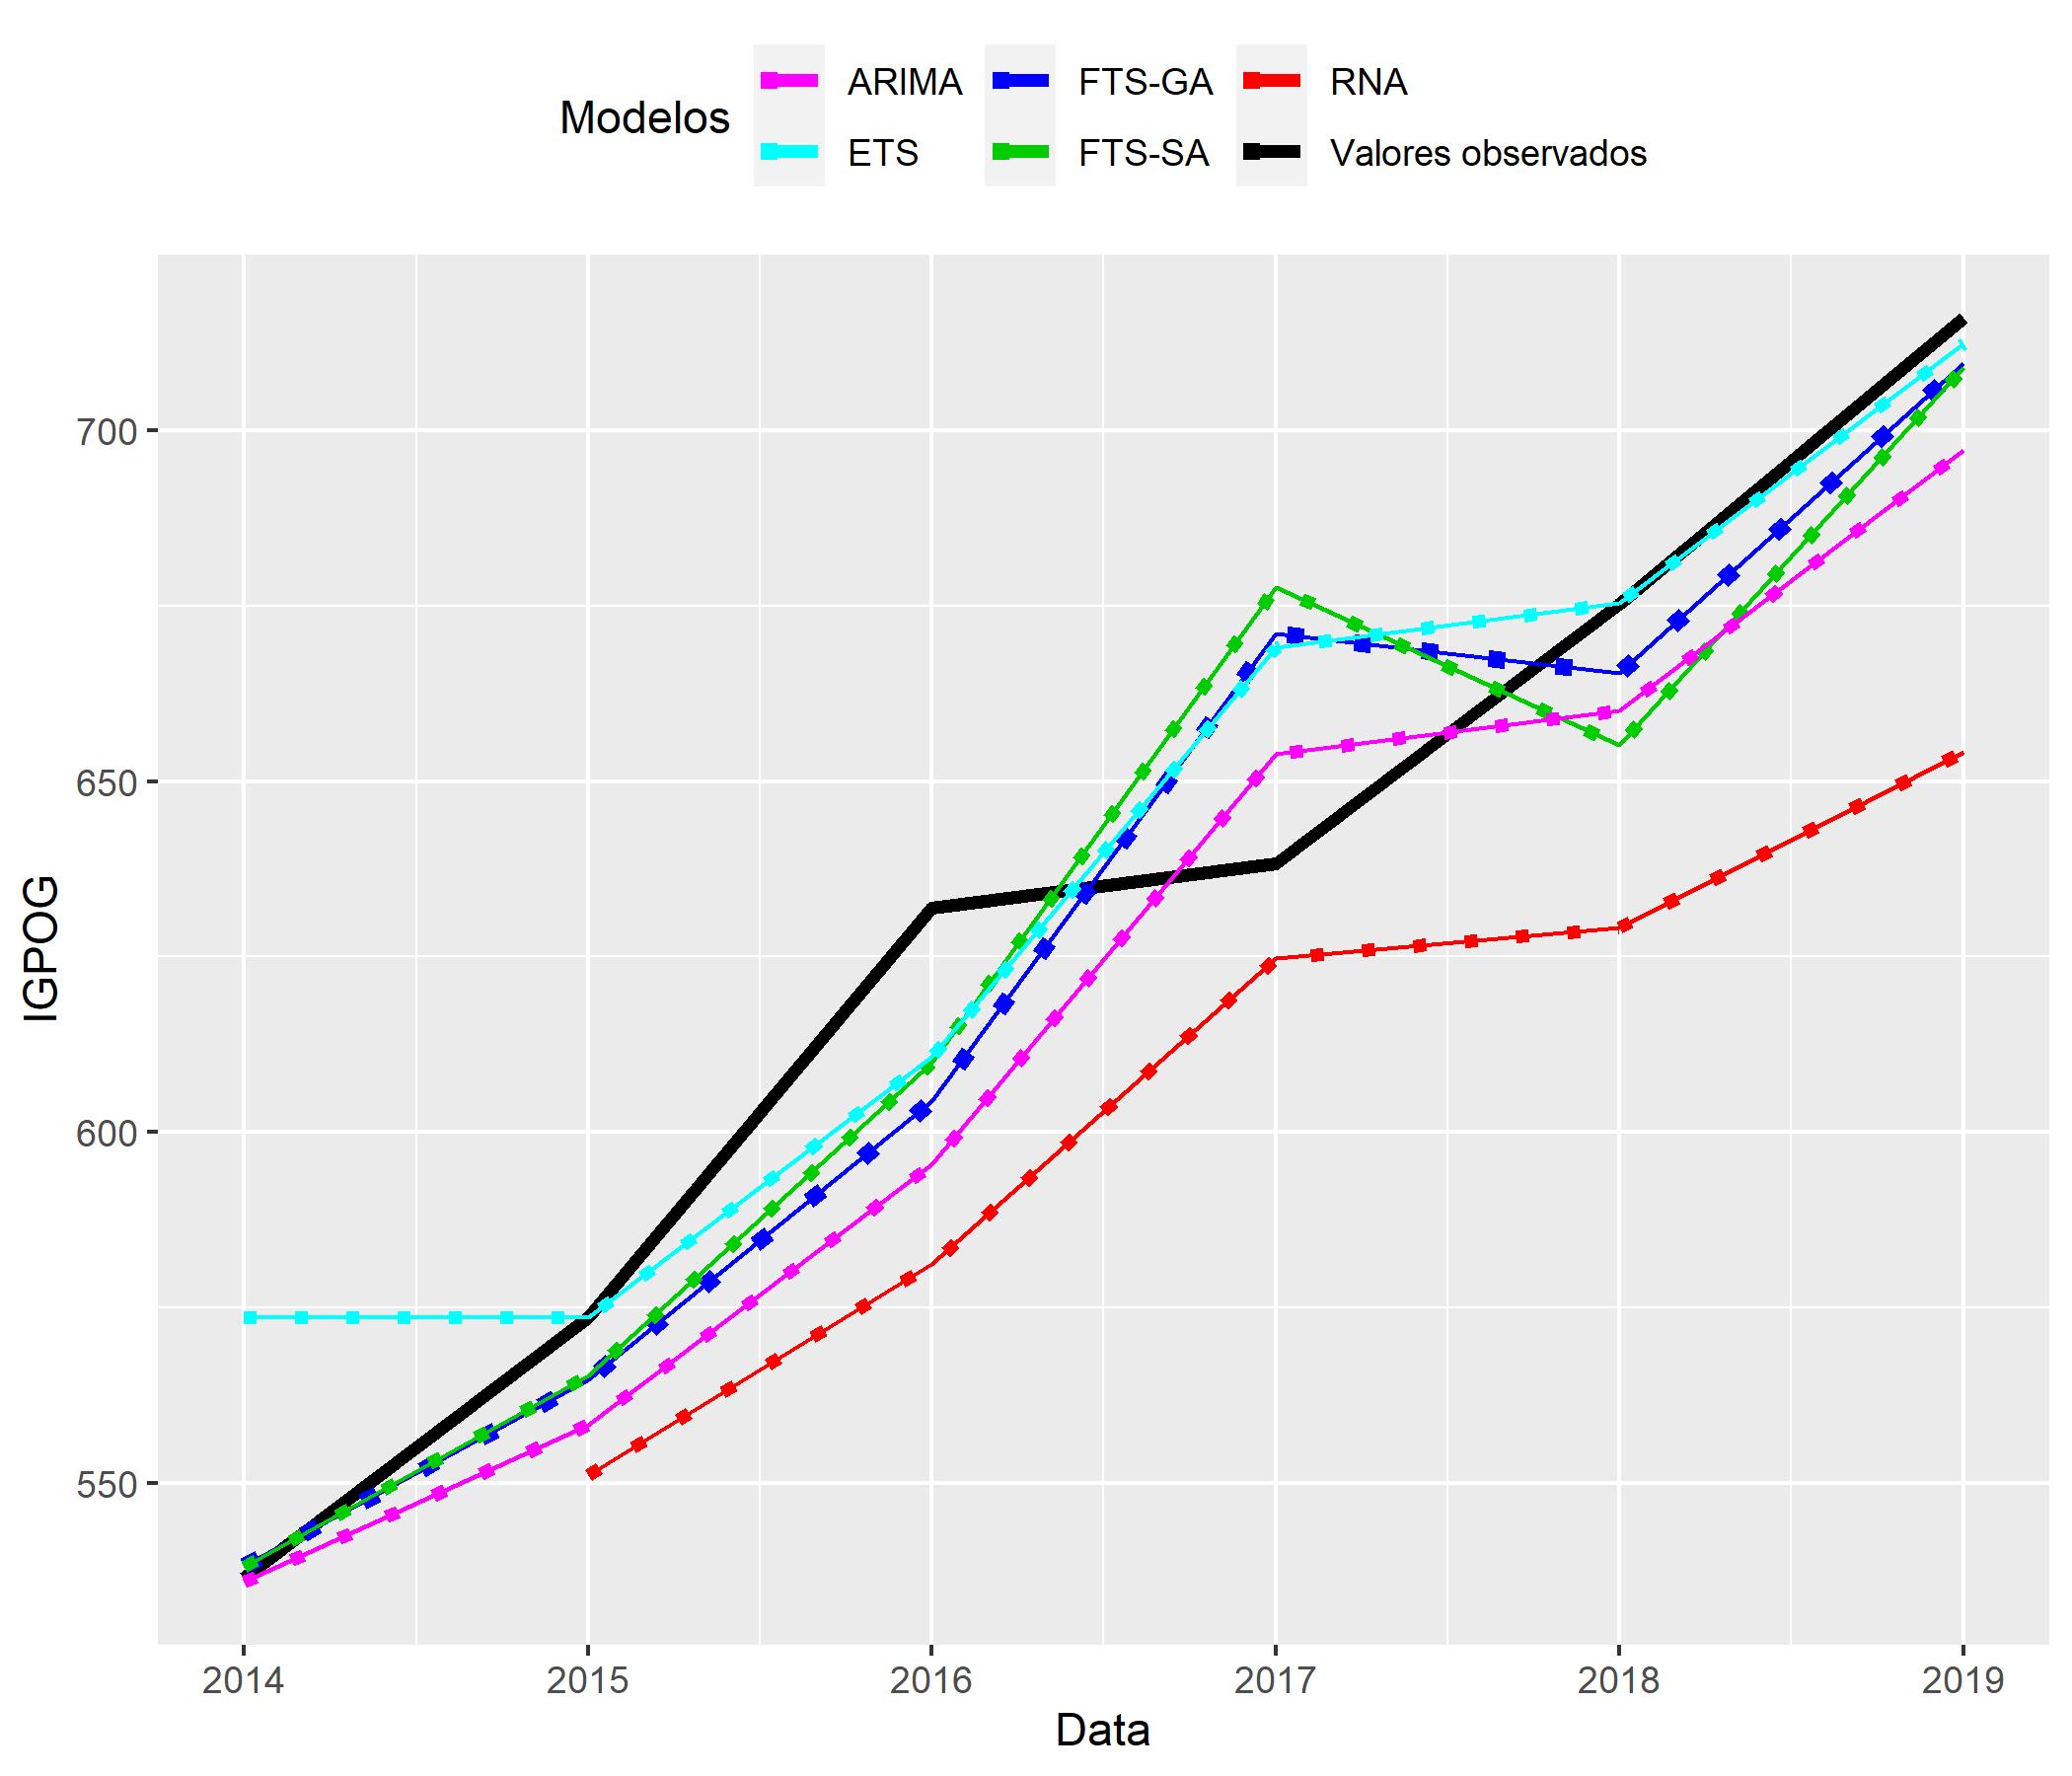 Modelos
ARIMA
FTS-GA
RNA
ETS
FTS-SA
Valores observados
IGPOG
700
650
600
550
2014
2015
2016
2017
2018
2019
Data